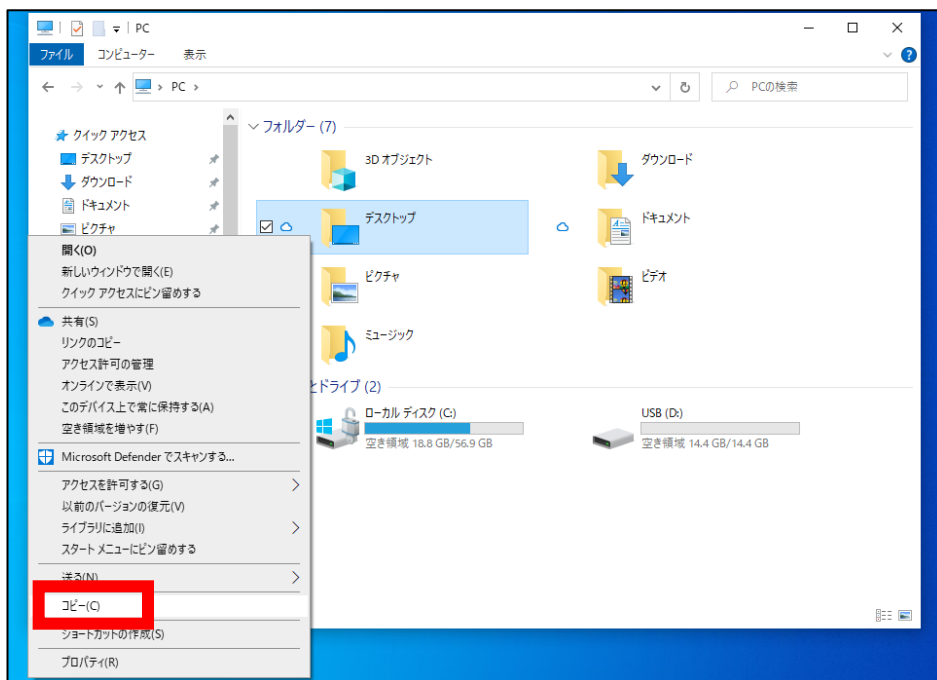 PC
ファイル コンピューター 表示
PC
PCの検索
クイック アクセス
デスクトップ
ダウンロード
ドキュメント
ピクチャ
フォルダー (7)
3D オブジェクト
ダウンロード
デスクトップ
ドキュメント
ピクチャ
ビデオ
ミュージック
とドライブ (2)
ローカル ディスク (C:)
空き領域 18.8 GB/56.9 GB
USB (D:)
空き領域 14.4 GB/14.4 GB
開く(O)
新しいウィンドウで開く(E)
クイック アクセスにピン留めする
共有(S)
リンクのコピー
アクセス許可の管理
オンラインで表示(V)
このデバイス上で常に保持する(A)
空き領域を増やす(F)
Microsoft Defender でスキャンする...
アクセスを許可する(G)
以前のバージョンの復元(V)
ライブラリに追加(I)
スタート メニューにピン留めする
送る(N)
コピー(C)
ショートカットの作成(S)
プロパティ(R)